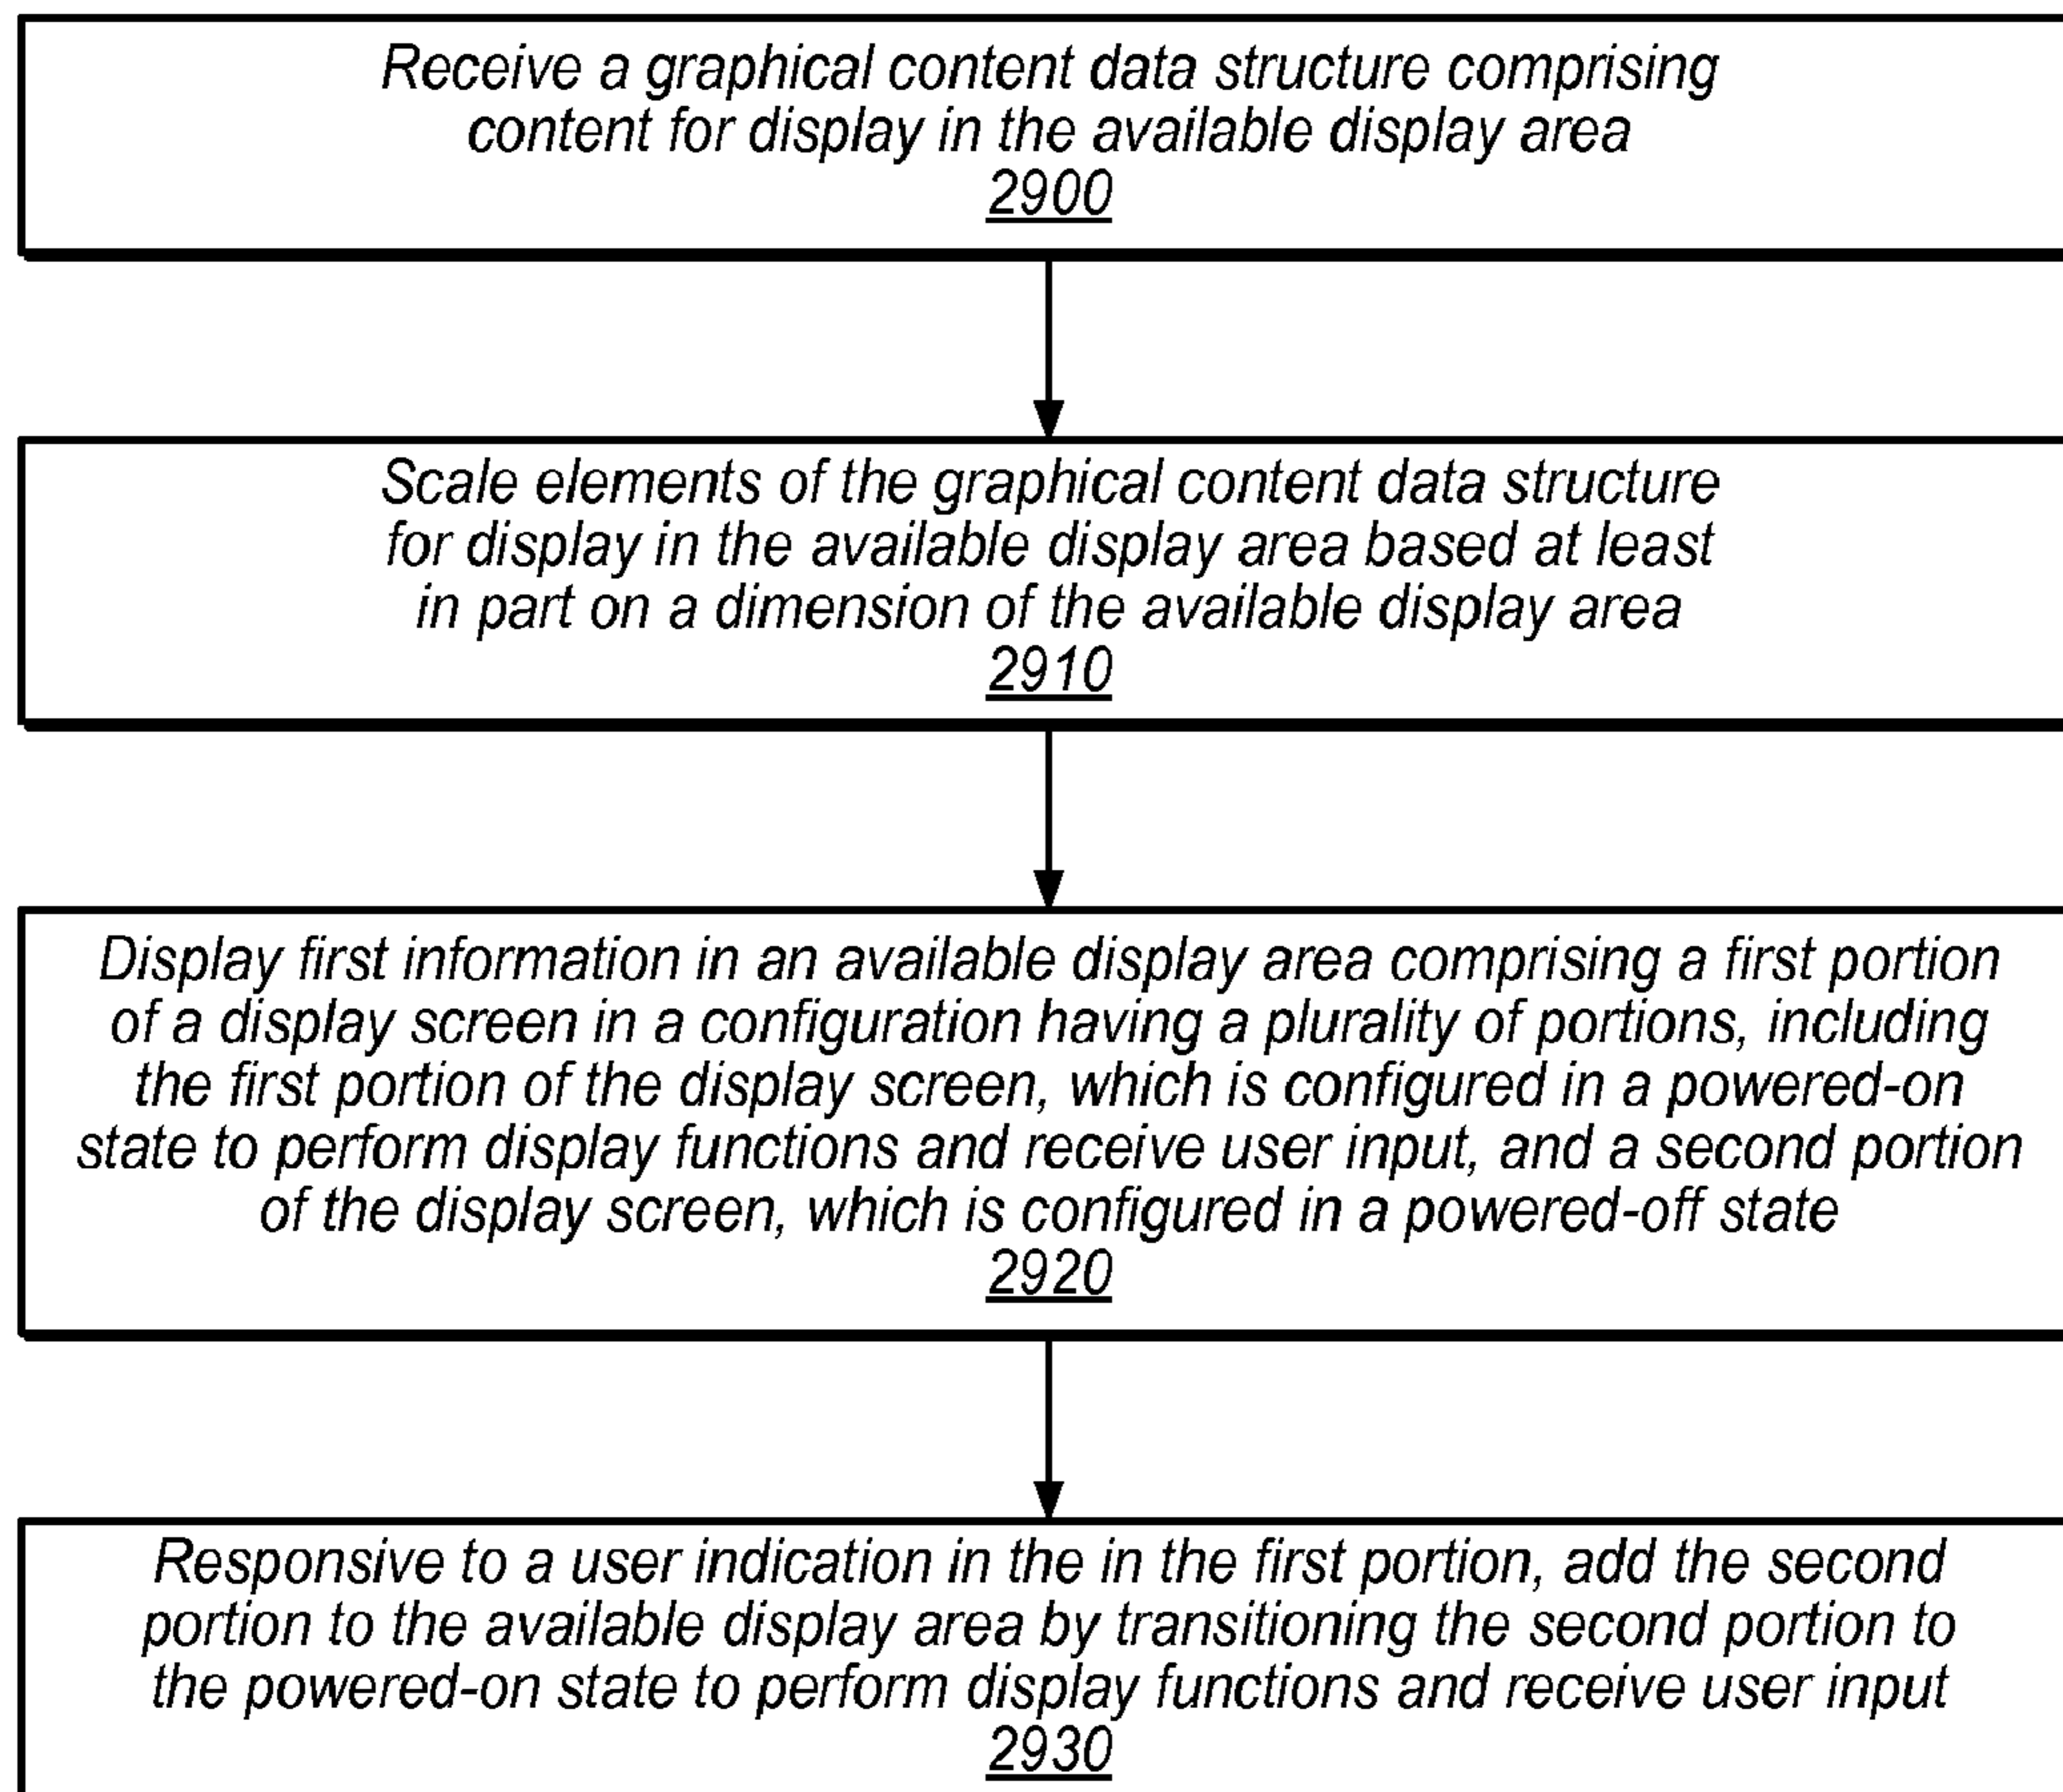 Receive a graphical content data structure comprising
content for display in the available display area
2900
Scale elements of the graphical content data structure
for display in the available display area based at least
in part on a dimension of the available display area
2910
Display first information in an available display area comprising a first portion
of a display screen in a configuration having a plurality of portions, including
the first portion of the display screen, which is configured in a powered-on
state to perform display functions and receive user input, and a second portion
of the display screen, which is configured in a powered-off state
2920
Responsive to a user indication in the in the first portion, add the second
portion to the available display area by transitioning the second portion to
the powered-on state to perform display functions and receive user input
2930